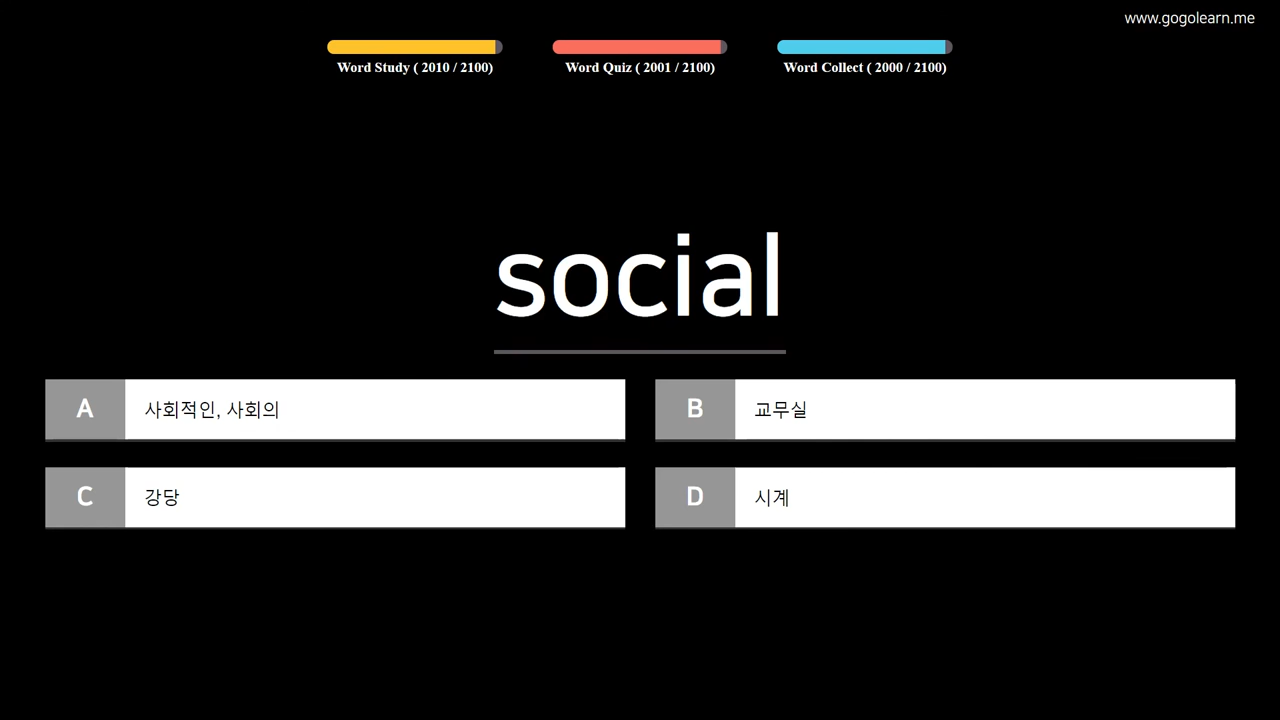 www.gogolearn.me
Word Study ( 2010 / 2100)
Word Quiz ( 2001 / 2100)
Word Collect ( 2000 / 2100)
social
A 사회적인, 사회의
B 교무실
C 강당
D 시계